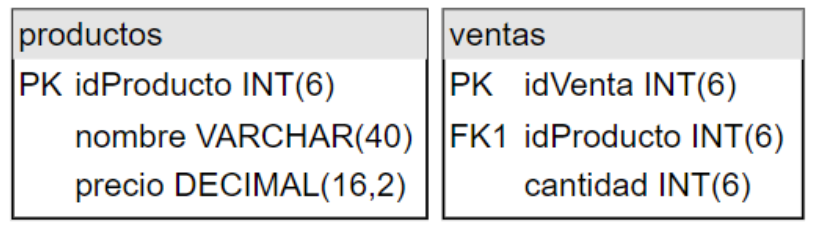 productos
PK idProducto INT(6)
nombre VARCHAR(40)
precio DECIMAL(16,2)
ventas
PK idVenta INT(6)
FK1 idProducto INT(6)
cantidad INT(6)